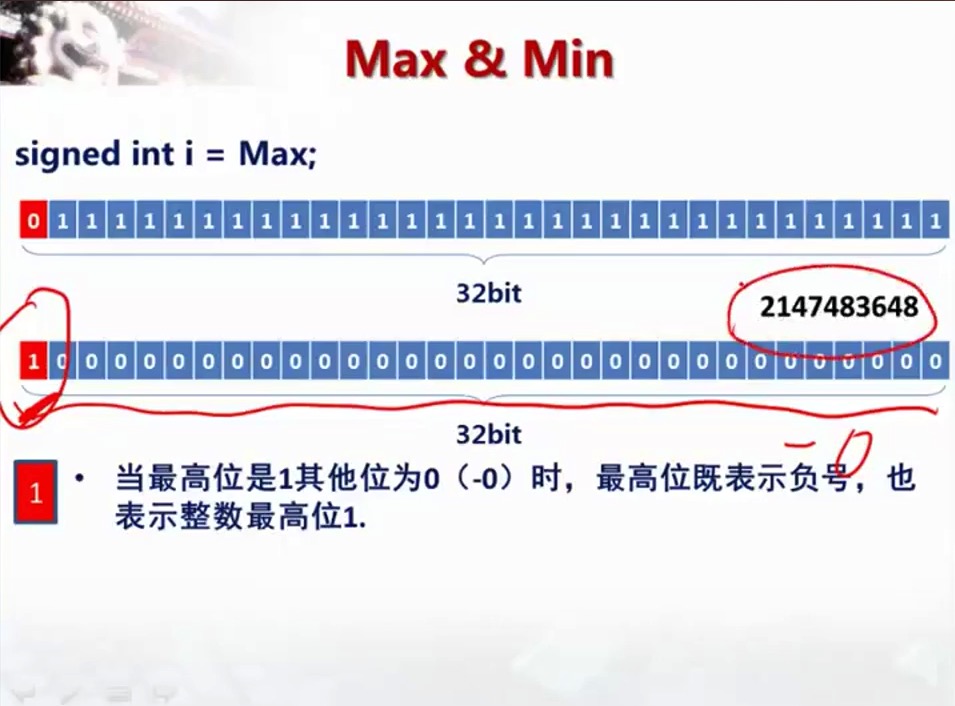 Max & Min
signed int i = Max;
0 1 1 1 1 1 1 1 1 1 1 1 1 1 1 1 1 1 1 1 1 1 1 1 1 1 1 1 1 1 1 1
32bit
2147483648
1 0 0 0 0 0 0 0 0 0 0 0 0 0 0 0 0 0 0 0 0 0 0 0 0 0 0 0 0 0 0 0
32bit
-0
1 • 当最高位是1其他位为0（-0）时，最高位既表示负号，也
表示整数最高位1.